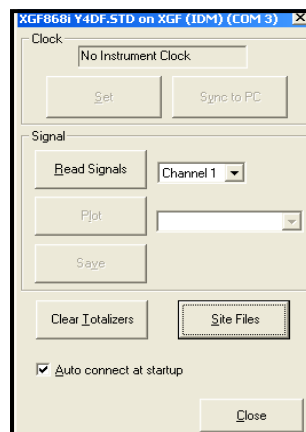 XGF868i Y4DF.STD on XGF (IDM) (COM 3)
Clock
No Instrument Clock
Set Sync to PC
Signal
Read Signals Channel 1
Plot
Save
Clear Totalizers Site Files
Auto connect at startup
Close